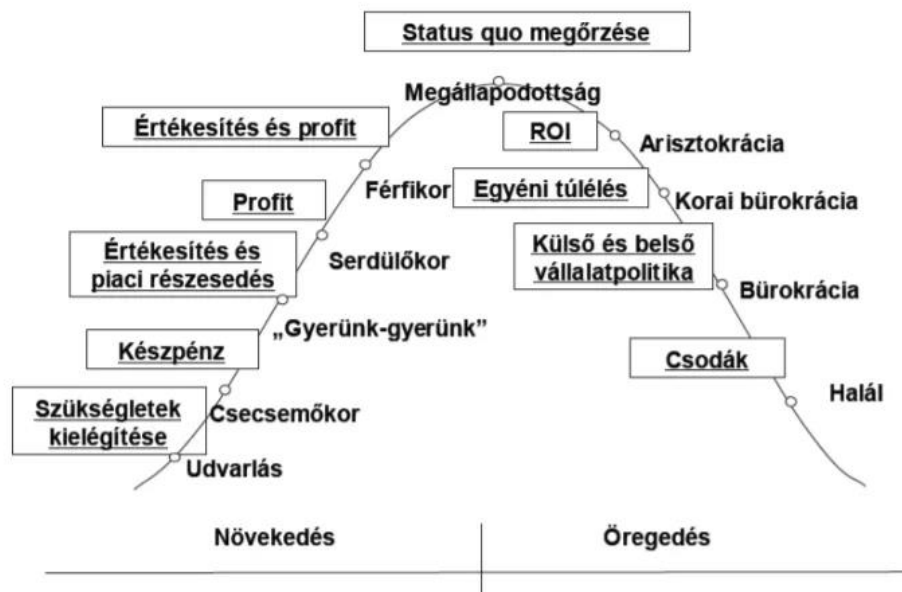 Status quo megőrzése
Megállapodottság
Értékesítés és profit
ROI
Arisztokrácia
Férfikor
Egyéni túlélés
Korai bürokrácia
Profit
Értékesítés és
piaci részesedés
Serdülőkor
Külső és belső
vállalatpolitika
Bürokrácia
„Gyerünk-gyerünk”
Készpénz
Csodák
Halál
Szükségletek
kielégítése
Csecsemőkor
Udvarlás
Növekedés
Öregedés